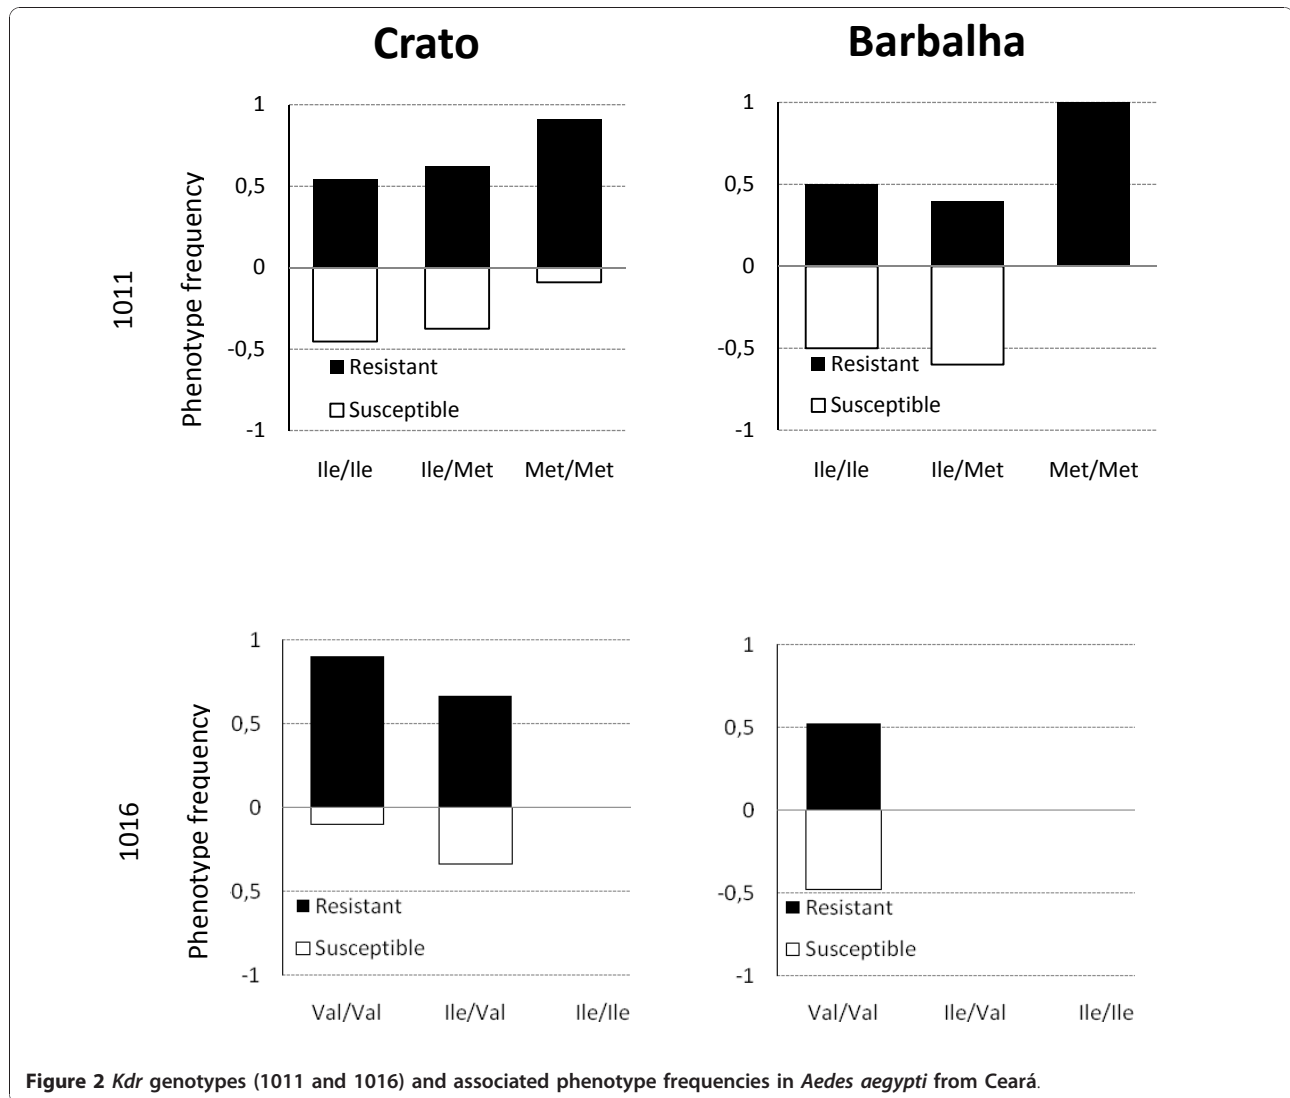 Crato
Barbalha
1011
Phenotype frequency
1
0,5
0
-0,5
-1
Resistant
Susceptible
Ile/Ile Ile/Met Met/Met
1
0,5
0
-0,5
-1
Resistant
Susceptible
Ile/Ile Ile/Met Met/Met
1016
Phenotype frequency
1
0,5
0
0,5
-1
Resistant
Susceptible
Val/Val Ile/Val Ile/Ile
1
0,5
0
-0,5
-1
Resistant
Susceptible
Val/Val Ile/Val Ile/Ile
Figure 2 Kdr genotypes (1011 and 1016) and associated phenotype frequencies in Aedes aegypti from Ceará.